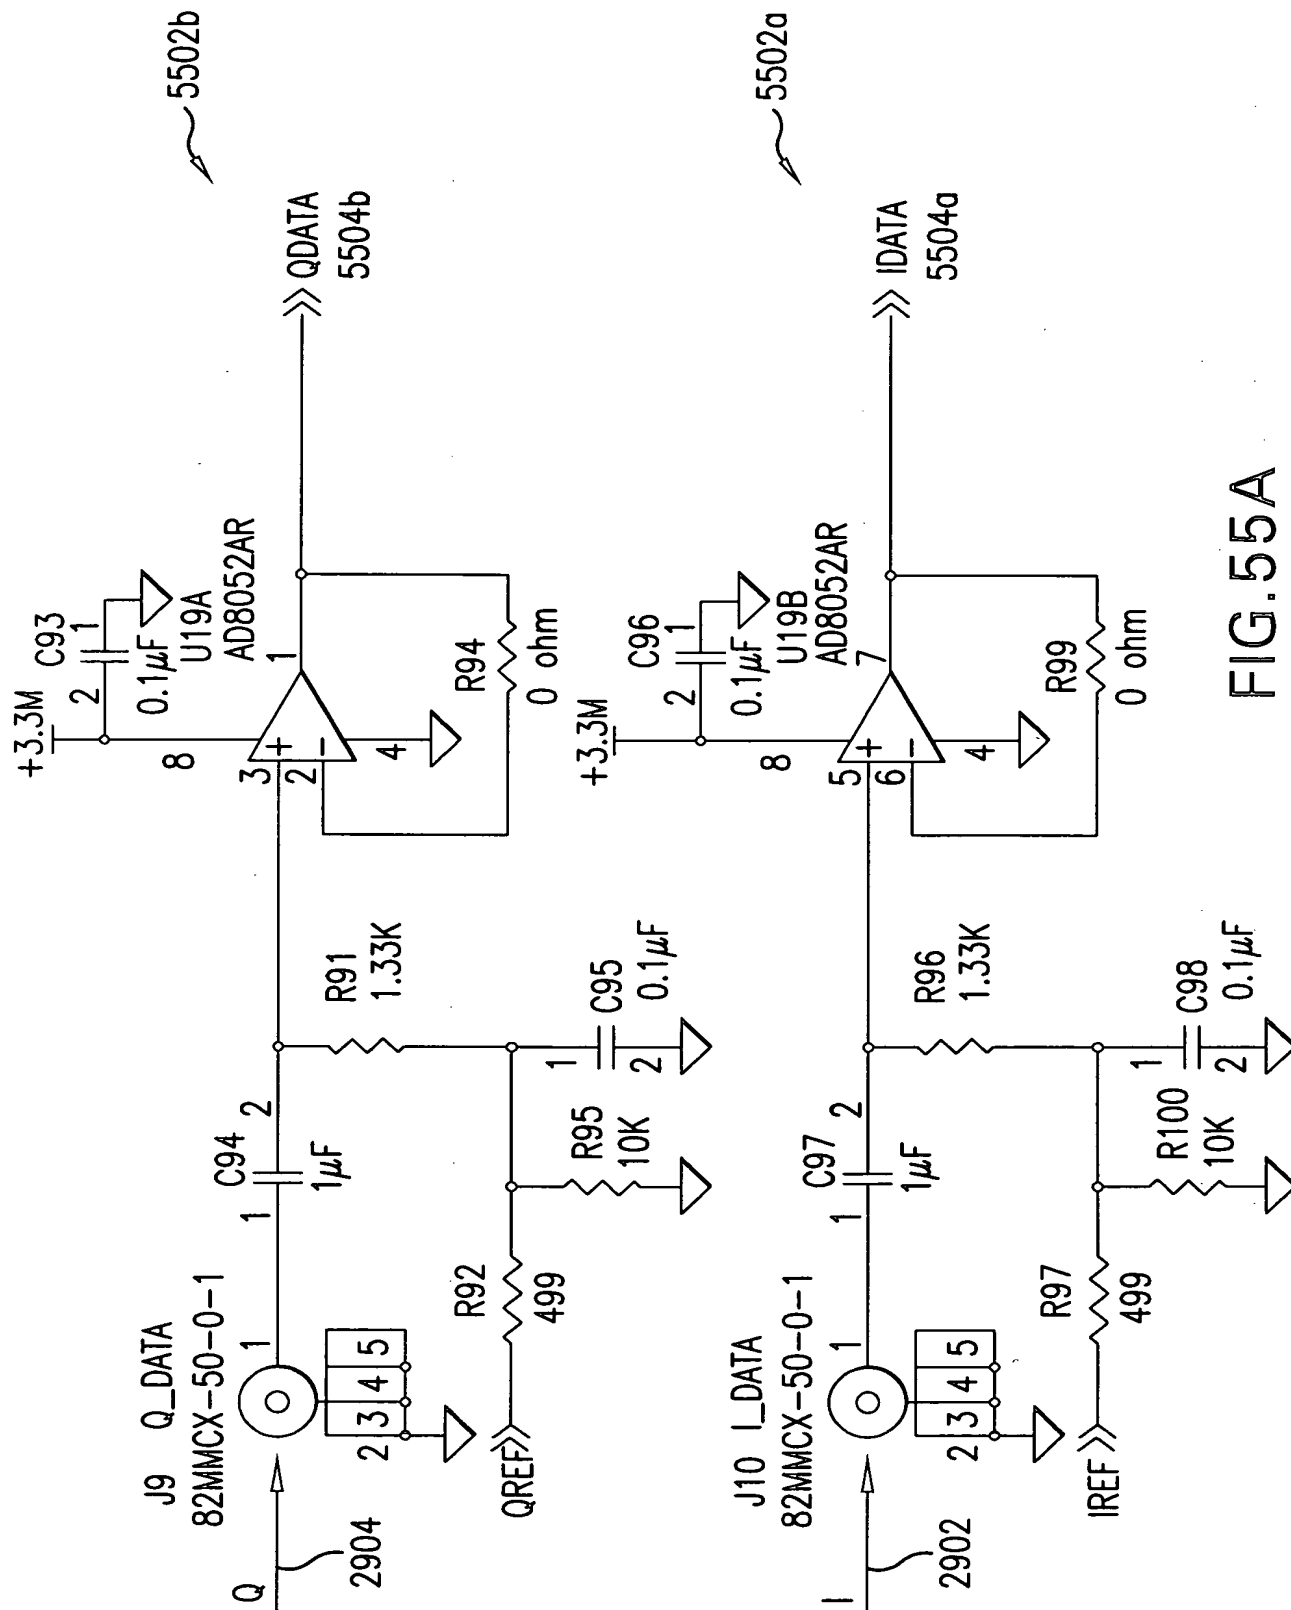 Q
2904
J9 Q_DATA
82MMCX-50-0-1
1
2 3 4 5
QREF
R92
499
1
C94
2
1µF
R95
10K
R91
1.33K
1
C95
2
0.1µF
+3.3M
2
C93
1
0.1µF
8
U19A
AD8052AR
3
+
2
-
4
1
R94
0 ohm
QDATA
5504b
5502b
I
2902
J10 I_DATA
82MMCX-50-0-1
1
2 3 4 5
IREF
R97
499
1
C97
2
1µF
R100
10K
R96
1.33K
1
C98
2
0.1µF
+3.3M
2
C96
1
0.1µF
8
U19B
AD8052AR
5
+
6
-
4
7
R99
0 ohm
IDATA
5504a
5502a
FIG.55A